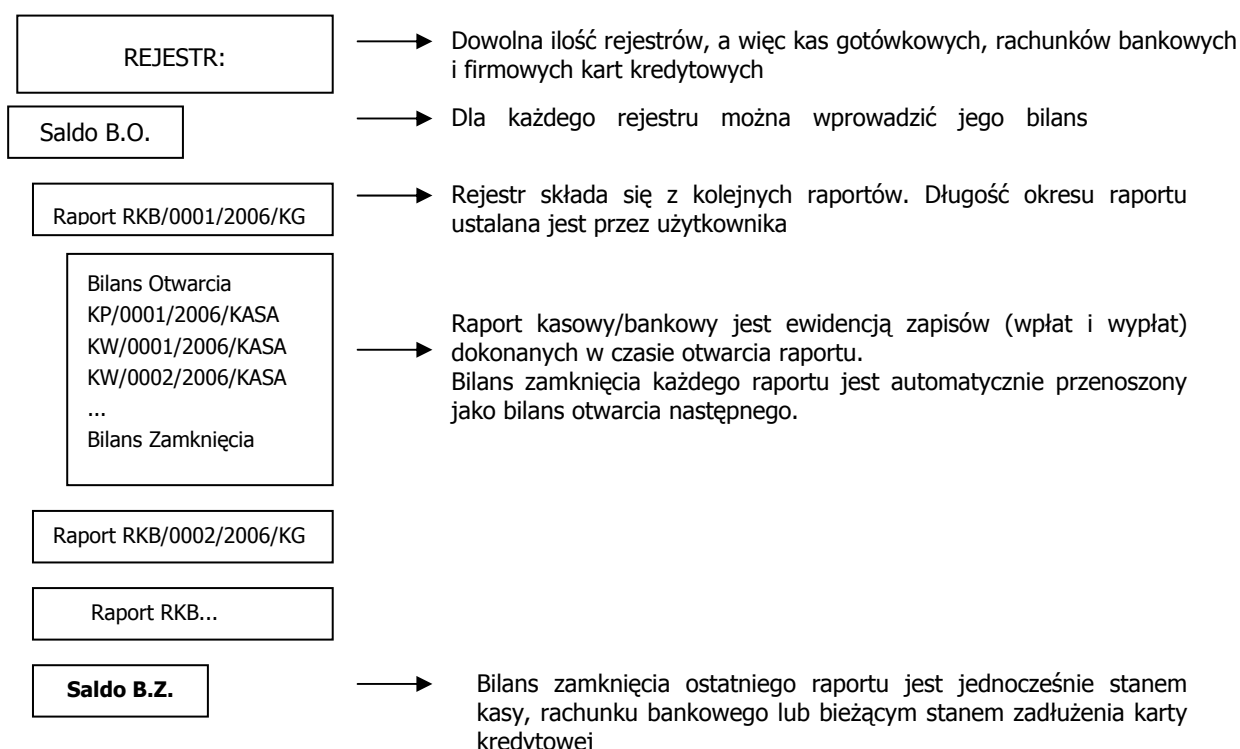 REJESTR:
Dowolna ilość rejestrów, a więc kas gotówkowych, rachunków bankowych
i firmowych kart kredytowych
Saldo B.O.
Dla każdego rejestru można wprowadzić jego bilans
Raport RKB/0001/2006/KG
Rejestr składa się z kolejnych raportów. Długość okresu raportu
ustalana jest przez użytkownika
Bilans Otwarcia
KP/0001/2006/KASA
KW/0001/2006/KASA
KW/0002/2006/KASA
...
Bilans Zamknięcia
Raport kasowy/bankowy jest ewidencją zapisów (wpłat i wypłat)
dokonanych w czasie otwarcia raportu.
Bilans zamknięcia każdego raportu jest automatycznie przenoszony
jako bilans otwarcia następnego.
Raport RKB/0002/2006/KG
Raport RKB...
Saldo B.Z.
Bilans zamknięcia ostatniego raportu jest jednocześnie stanem
kasy, rachunku bankowego lub bieżącym stanem zadłużenia karty
kredytowej